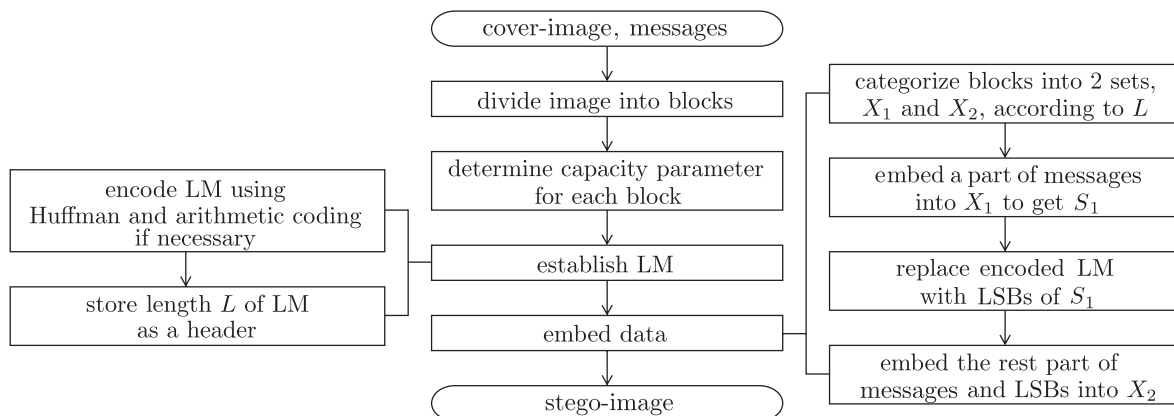 cover-image, messages
divide image into blocks
determine capacity parameter
for each block
establish LM
embed data
stego-image
encode LM using
Huffman and arithmetic coding
if necessary
store length L of LM
as a header
categorize blocks into 2 sets,
X₁ and X₂, according to L
embed a part of messages
into X₁ to get S₁
replace encoded LM
with LSBs of S₁
embed the rest part of
messages and LSBs into X₂